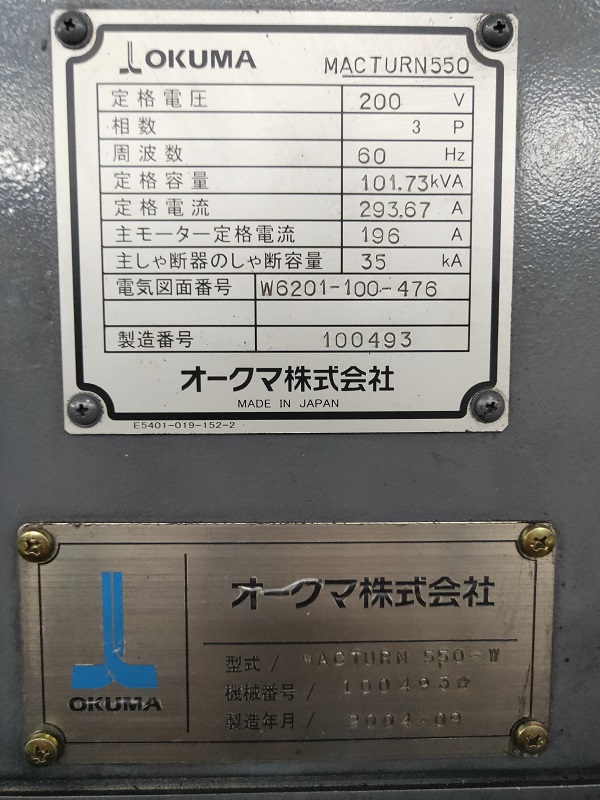 OKUMA MACTURN550
定格電圧 200 V
相数 3 P
周波数 60 Hz
定格容量 101.73kVA
定格電流 293.67 A
主モーター定格電流 196 A
主しゃ断器のしゃ断容量 35 kA
電気図面番号 W6201-100-476
製造番号 100493
オークマ株式会社
MADE IN JAPAN
E5401-019-152-2
オークマ株式会社
型式/ MACTURN 550-W
機械番号/ 100493☆
製造年月/ 2004.09
OKUMA